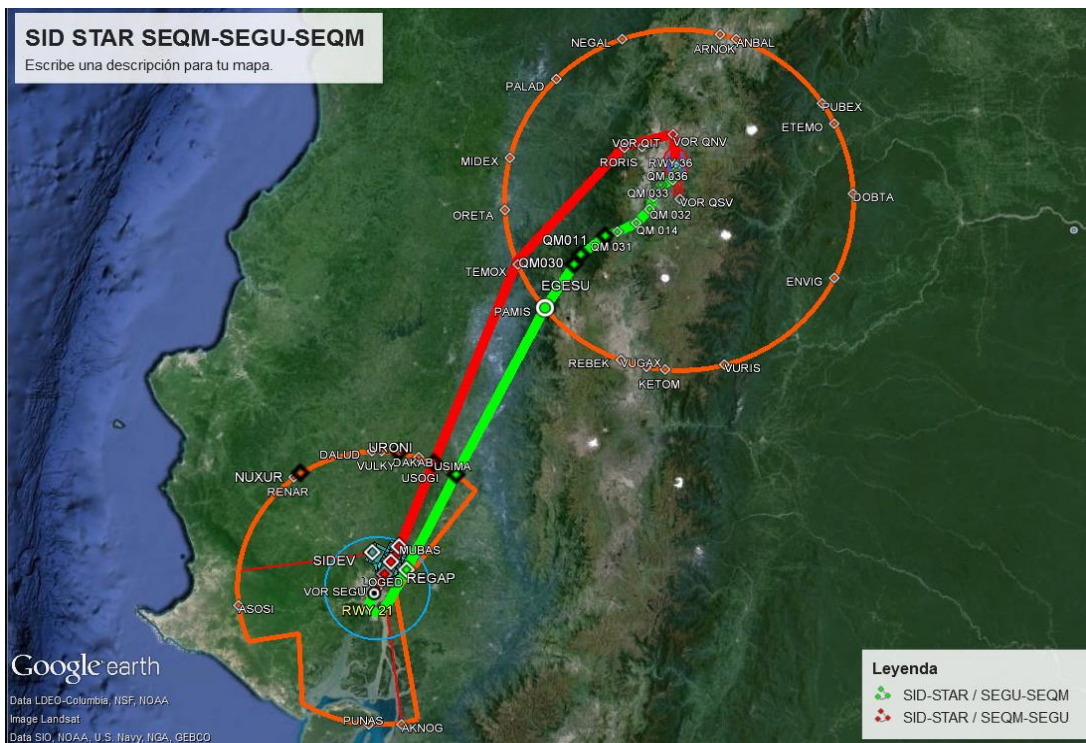 SID STAR SEQM-SEGU-SEQM
Escribe una descripción para tu mapa.
NEGAL
ARNOK
ANBAL
PALAD
PUBEX
ETEMO
VOR QIT
VOR QNV
MIDEX
RORIS
RWY 36
QM 036
QM 033
DOBTA
VOR QSV
ORETA
QM 032
QM 014
QM011
QM 031
TEMOX
QM030
ENVIG
EGESU
PAMIS
REBEK
VUGAX
VURIS
KETOM
URONI
DALUD
VULKY
DAKAB
USIMA
NUXUR
USOGI
RENAR
MUBAS
SIDEV
LOGED
REGAP
VOR SEGU
ASOSI
RWY 21
PUNAS
AKNOG
Google earth
Data LDEO-Columbia, NSF, NOAA
Image Landsat
Data SIO, NOAA, U.S. Navy, NGA, GEBCO
Leyenda
SID-STAR / SEGU-SEQM
SID-STAR / SEQM-SEGU